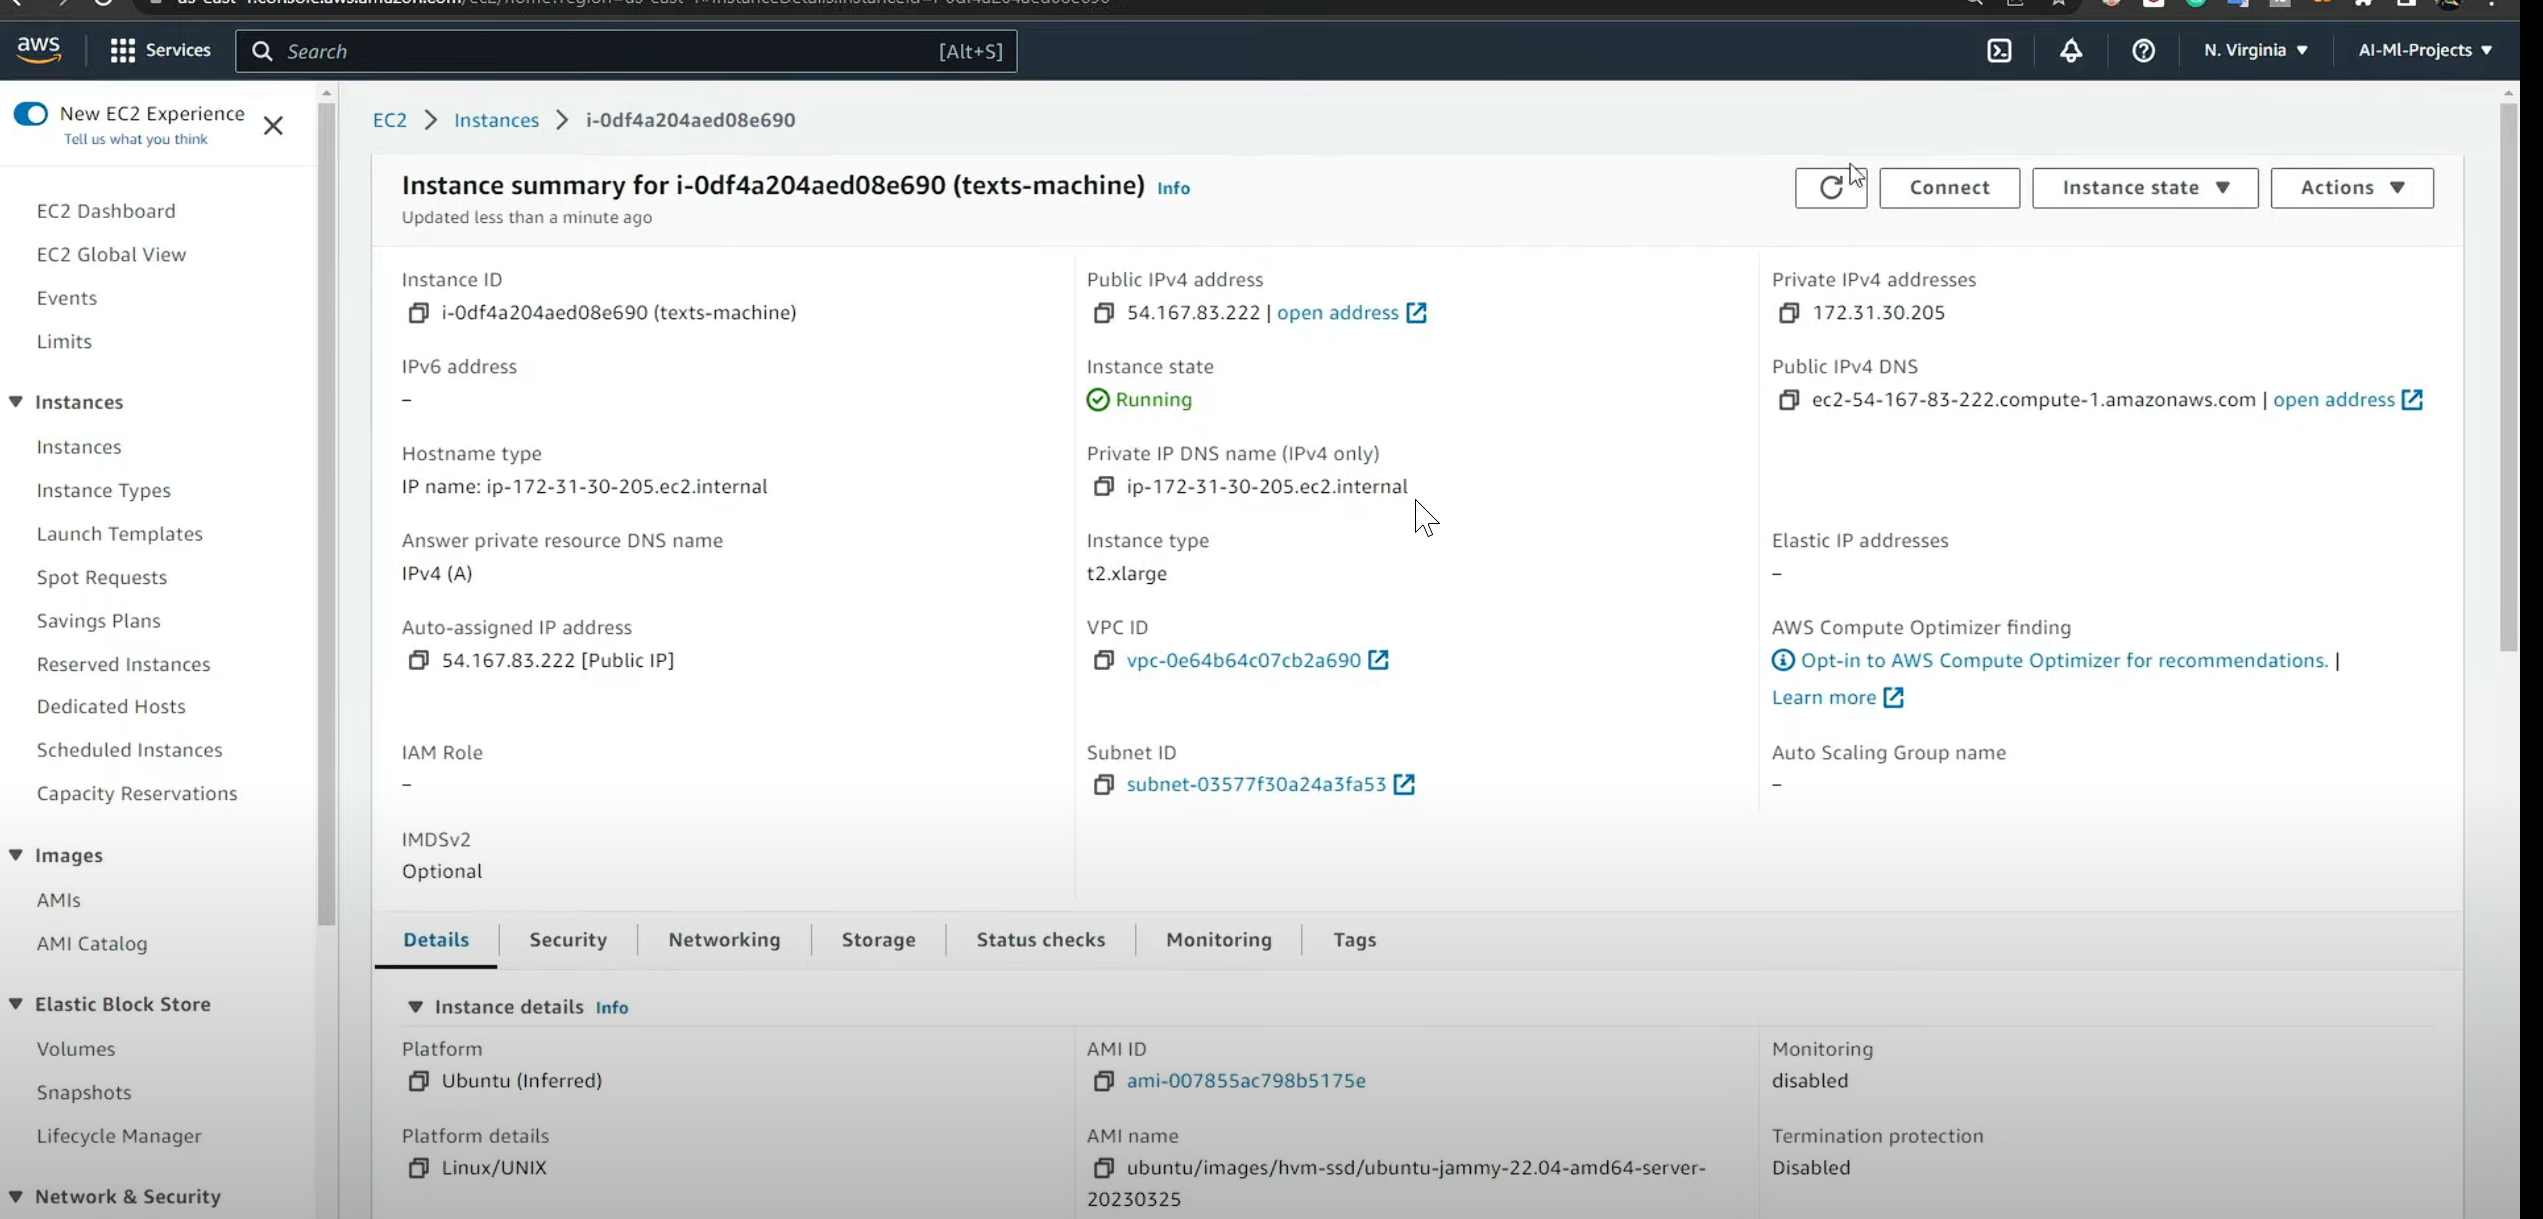 aws
Services
Search
[Alt+S]
N. Virginia
AI-Ml-Projects
New EC2 Experience
Tell us what you think
EC2 Dashboard
EC2 Global View
Events
Limits
Instances
Instances
Instance Types
Launch Templates
Spot Requests
Savings Plans
Reserved Instances
Dedicated Hosts
Scheduled Instances
Capacity Reservations
Images
AMIs
AMI Catalog
Elastic Block Store
Volumes
Snapshots
Lifecycle Manager
Network & Security
EC2 > Instances > i-0df4a204aed08e690
Instance summary for i-0df4a204aed08e690 (texts-machine) Info
Updated less than a minute ago
Connect
Instance state
Actions
Instance ID
i-0df4a204aed08e690 (texts-machine)
Public IPv4 address
54.167.83.222 | open address
Private IPv4 addresses
172.31.30.205
IPv6 address
–
Instance state
Running
Public IPv4 DNS
ec2-54-167-83-222.compute-1.amazonaws.com | open address
Hostname type
IP name: ip-172-31-30-205.ec2.internal
Private IP DNS name (IPv4 only)
ip-172-31-30-205.ec2.internal
Answer private resource DNS name
IPv4 (A)
Instance type
t2.xlarge
Elastic IP addresses
–
Auto-assigned IP address
54.167.83.222 [Public IP]
VPC ID
vpc-0e64b64c07cb2a690
AWS Compute Optimizer finding
Opt-in to AWS Compute Optimizer for recommendations. |
Learn more
IAM Role
–
Subnet ID
subnet-03577f30a24a3fa53
Auto Scaling Group name
–
IMDSv2
Optional
Details
Security
Networking
Storage
Status checks
Monitoring
Tags
Instance details Info
Platform
Ubuntu (Inferred)
AMI ID
ami-007855ac798b5175e
Monitoring
disabled
Platform details
Linux/UNIX
AMI name
ubuntu/images/hvm-ssd/ubuntu-jammy-22.04-amd64-server-
20230325
Termination protection
Disabled